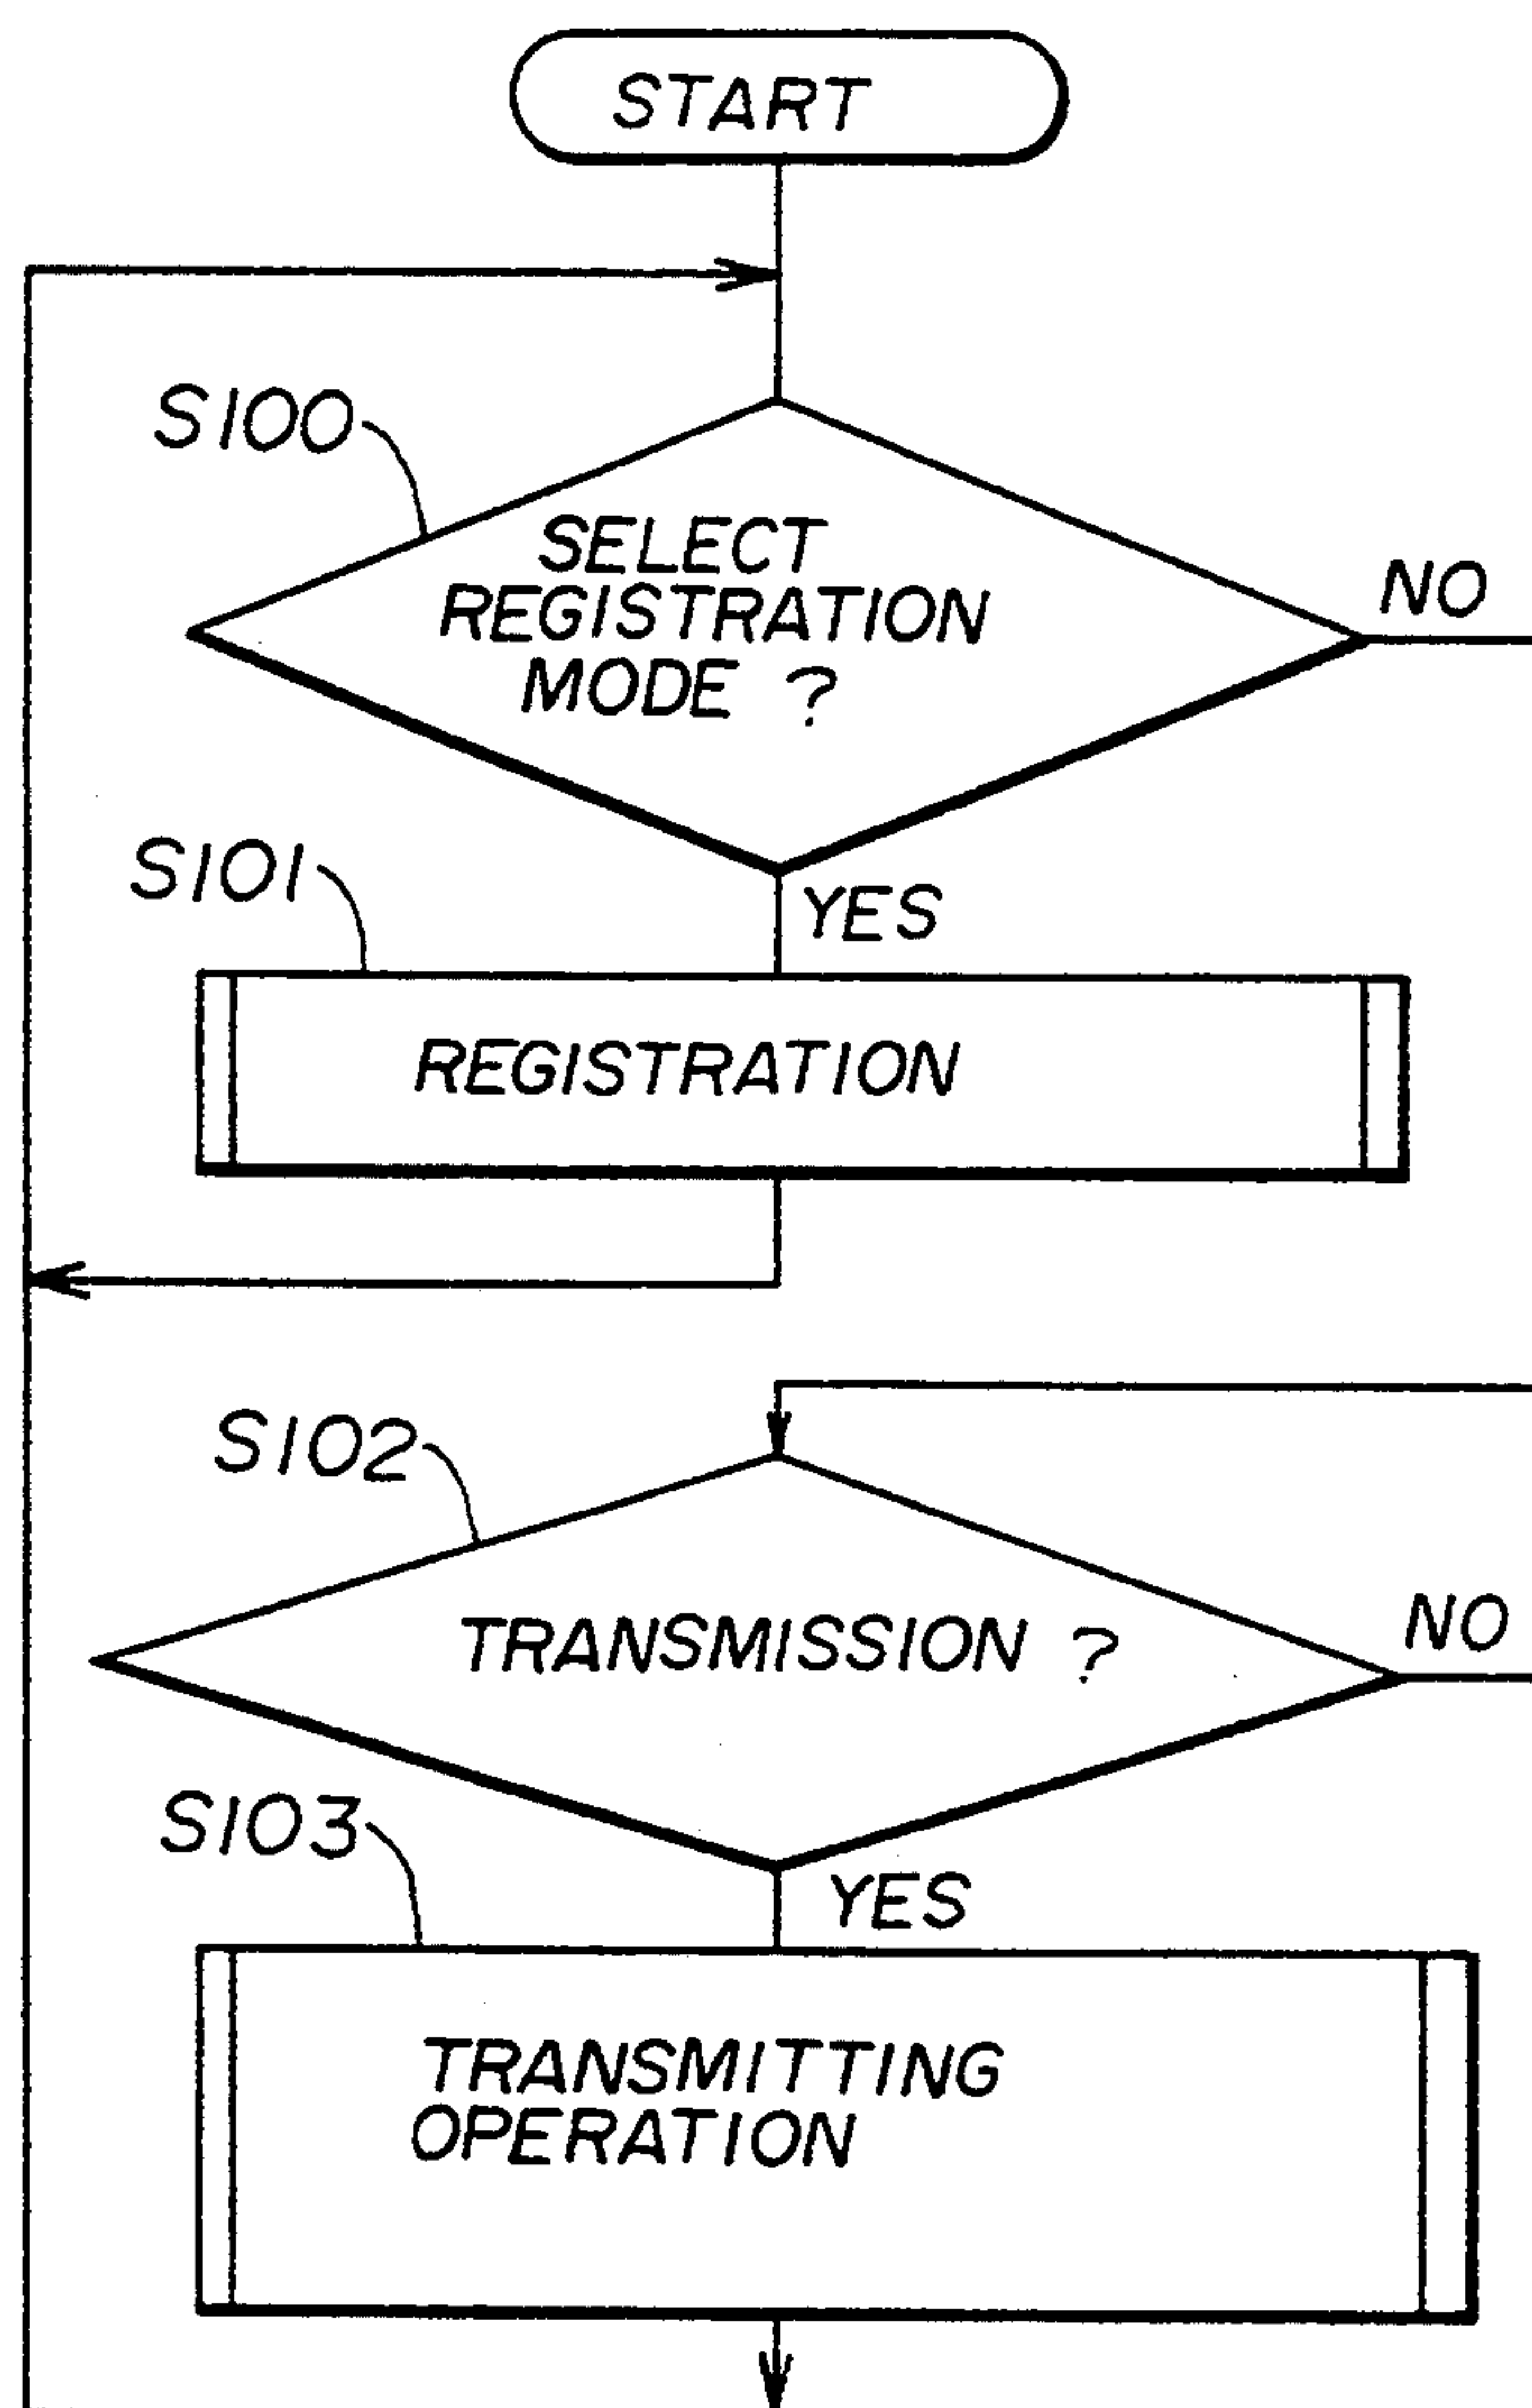 START
S100
SELECT
REGISTRATION
MODE ?
NO
S101
YES
REGISTRATION
S102
TRANSMISSION ?
NO
S103
YES
TRANSMITTING
OPERATION